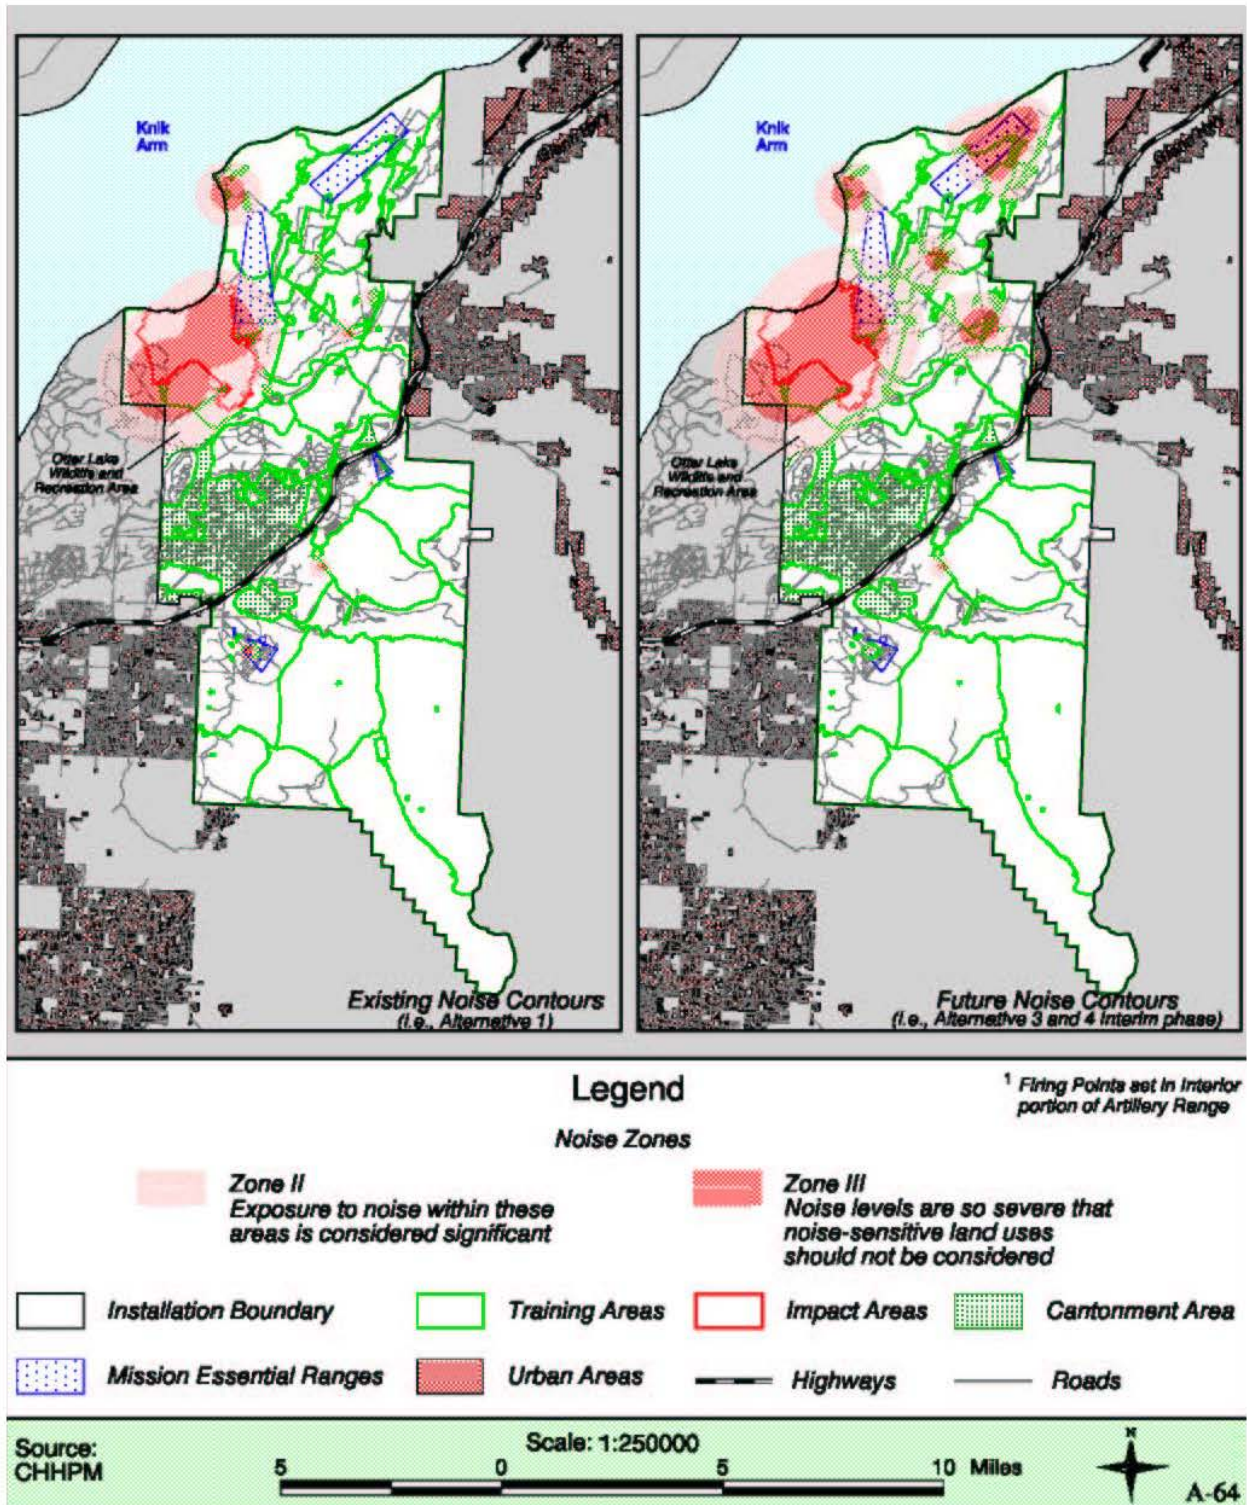 Knik
Arm
Otter Lake
Wildlife and
Recreation Area
Existing Noise Contours
(i.e., Alternative 1)
Knik
Arm
Otter Lake
Wildlife and
Recreation Area
Future Noise Contours
(i.e., Alternative 3 and 4 interim phase)
Legend
1 Firing Points set in Interior
portion of Artillery Range
Noise Zones
Zone II
Exposure to noise within these
areas is considered significant
Zone III
Noise levels are so severe that
noise-sensitive land uses
should not be considered
Installation Boundary
Training Areas
Impact Areas
Cantonment Area
Mission Essential Ranges
Urban Areas
Highways
Roads
Source:
CHHPM
Scale: 1:250000
5 0 5 10 Miles
N
A-64